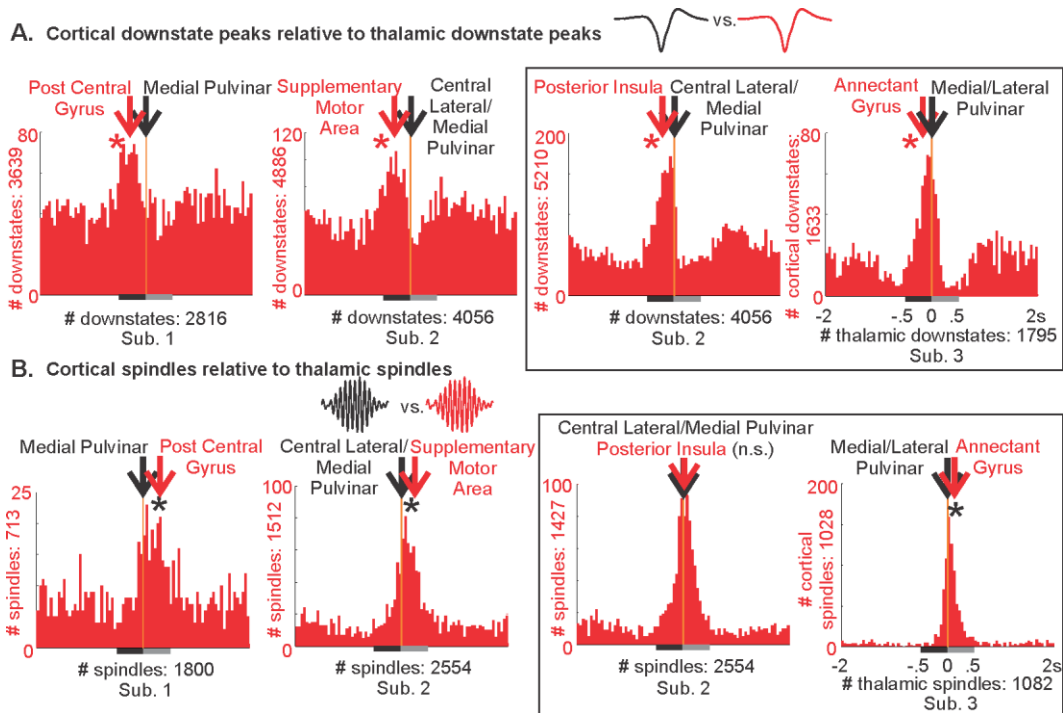 A. Cortical downstate peaks relative to thalamic downstate peaks
vs.
Post Central
Gyrus
Medial Pulvinar
Supplementary
Motor
Area
Central
Lateral/
Medial
Pulvinar
Posterior Insula
Central Lateral/
Medial
Pulvinar
Annectant
Gyrus
Medial/Lateral
Pulvinar
*
*
*
*
80
0
# downstates: 3639
# downstates: 2816
Sub. 1
120
0
# downstates: 4886
# downstates: 4056
Sub. 2
200
0
# downstates: 5210
# downstates: 4056
Sub. 2
80
0
# cortical downstates:
1633
-2 -.5 0 .5 2s
# thalamic downstates: 1795
Sub. 3
B. Cortical spindles relative to thalamic spindles
vs.
Medial Pulvinar
Post Central
Gyrus
Central Lateral/
Medial
Pulvinar
Supplementary
Motor
Area
Central Lateral/Medial Pulvinar
Posterior Insula (n.s.)
Medial/Lateral
Pulvinar
Annectant
Gyrus
*
*
*
25
0
# spindles: 713
# spindles: 1800
Sub. 1
100
0
# spindles: 1512
# spindles: 2554
Sub. 2
100
0
# spindles: 1427
# spindles: 2554
Sub. 2
200
0
# cortical
spindles: 1028
-2 -.5 0 .5 2s
# thalamic spindles: 1082
Sub. 3